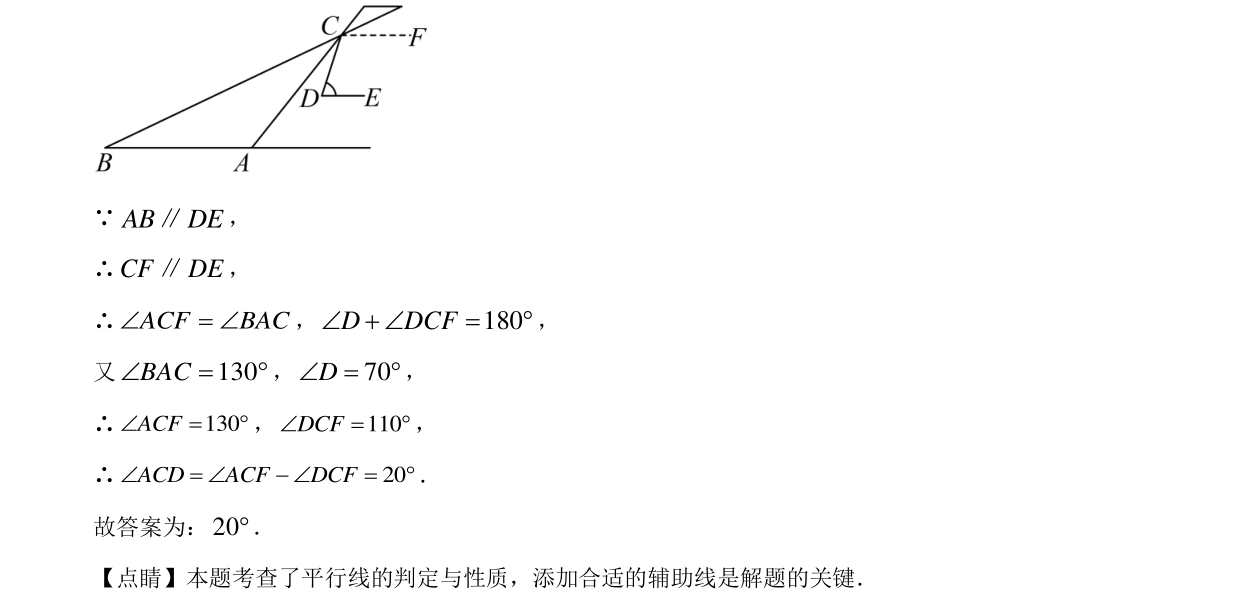 C
F
D
E
B
A
∵ AB // DE，
∴ CF // DE，
∴ ∠ACF = ∠BAC， ∠D + ∠DCF = 180°，
又 ∠BAC = 130°， ∠D = 70°，
∴ ∠ACF = 130°， ∠DCF = 110°，
∴ ∠ACD = ∠ACF − ∠DCF = 20°．
故答案为：20°．
【点睛】本题考查了平行线的判定与性质，添加合适的辅助线是解题的关键．